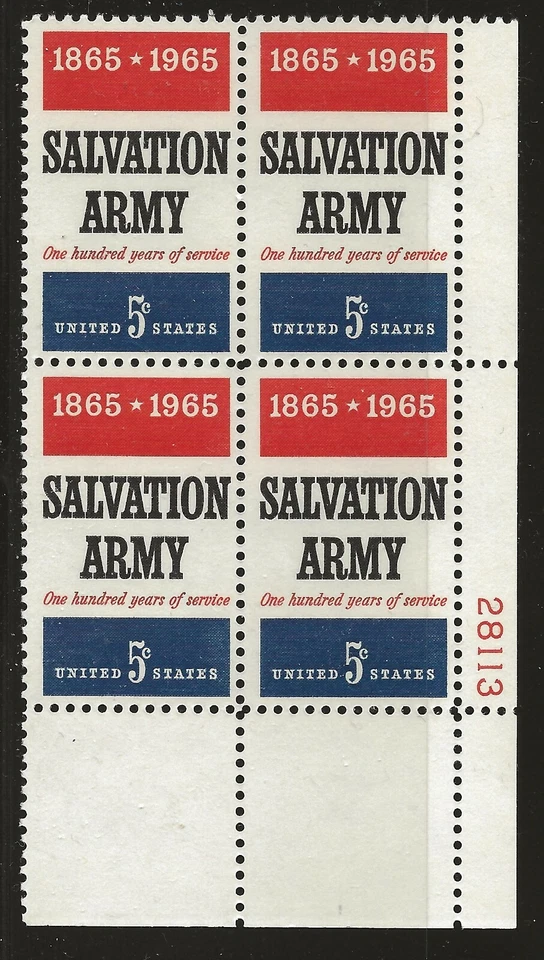 1865 ★ 1965
SALVATION
ARMY
One hundred years of service
5c
UNITED STATES
1865 ★ 1965
SALVATION
ARMY
One hundred years of service
5c
UNITED STATES
1865 ★ 1965
SALVATION
ARMY
One hundred years of service
5c
UNITED STATES
1865 ★ 1965
SALVATION
ARMY
One hundred years of service
5c
UNITED STATES
28113